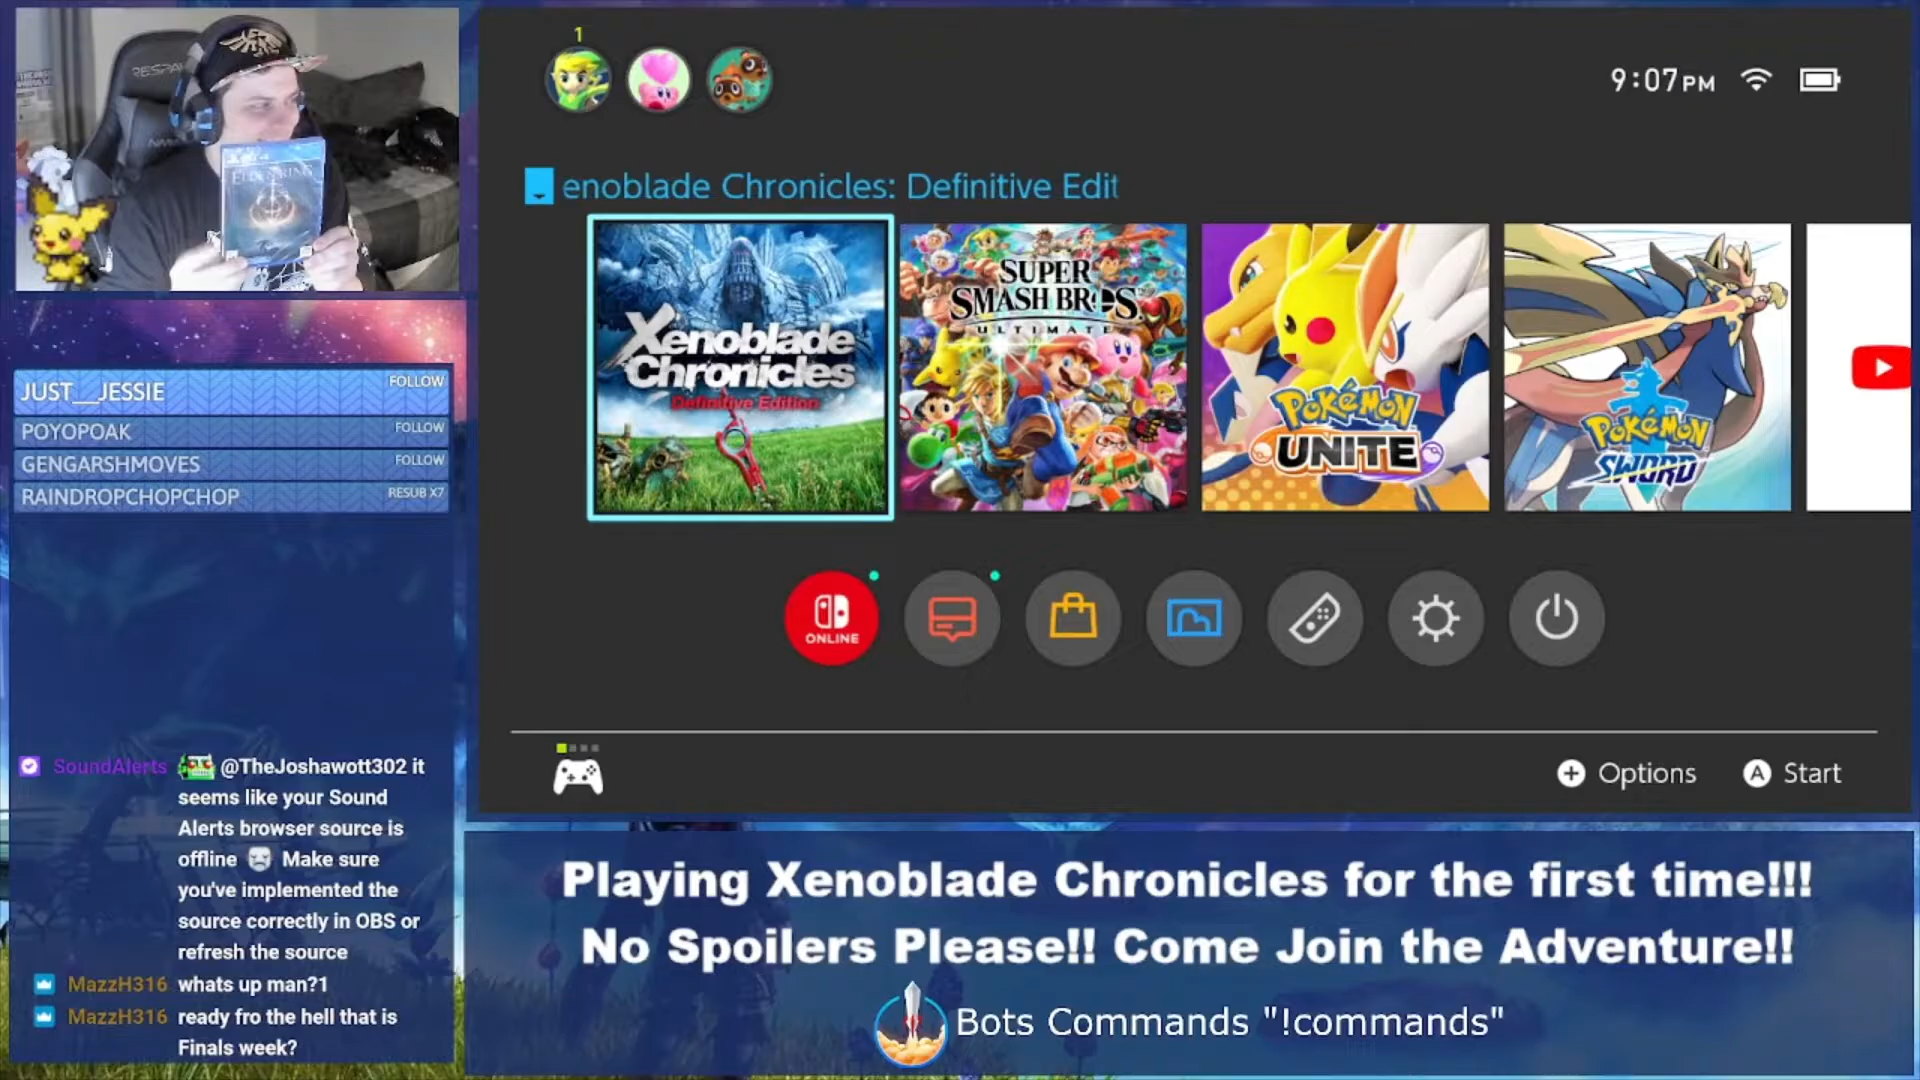 RESPA
ELDEN RING
1
9:07PM
enoblade Chronicles: Definitive Edit
Xenoblade
Chronicles
Definitive Edition
SUPER
SMASH BROS.
ULTIMATE
POKéMON
UNITE
POKéMON
SWORD
JUST__JESSIE FOLLOW
POYOPOAK FOLLOW
GENGARSHMOVES FOLLOW
RAINDROPCHOPCHOP RESUB X7
ONLINE
Options
A Start
SoundAlerts @TheJoshawott302 it
seems like your Sound
Alerts browser source is
offline Make sure
you've implemented the
source correctly in OBS or
refresh the source
MazzH316 whats up man?1
MazzH316 ready fro the hell that is
Finals week?
Playing Xenoblade Chronicles for the first time!!!
No Spoilers Please!! Come Join the Adventure!!
Bots Commands "!commands"